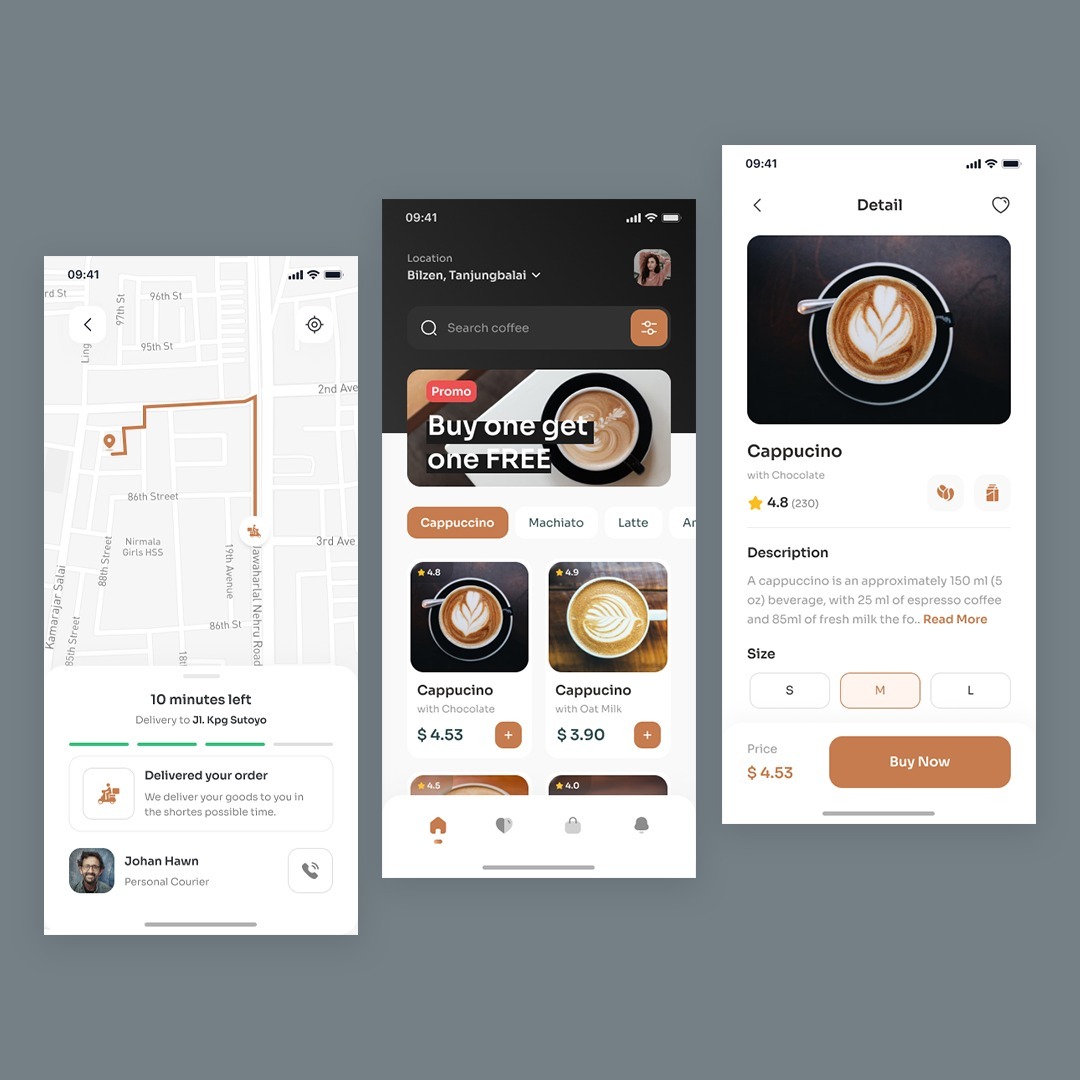 09:41
rd St
96th St
97th St
Ling
95th St
2nd Ave
86th Street
Nirmala
Girls HSS
3rd Ave
88th Street
19th Avenue
Jawaharlal Nehru Road
Kamarajar Salai
85th Street
86th St
18t
10 minutes left
Delivery to Jl. Kpg Sutoyo
Delivered your order
We deliver your goods to you in
the shortes possible time.
Johan Hawn
Personal Courier
09:41
Location
Bilzen, Tanjungbalai
Search coffee
Promo
Buy one get
one FREE
Cappuccino
Machiato
Latte
Ar
4.8
4.9
Cappucino
Cappucino
with Chocolate
with Oat Milk
$ 4.53
+
$ 3.90
+
4.5
4.0
09:41
Detail
Cappucino
with Chocolate
4.8 (230)
Description
A cappuccino is an approximately 150 ml (5
oz) beverage, with 25 ml of espresso coffee
and 85ml of fresh milk the fo.. Read More
Size
S
M
L
Price
$ 4.53
Buy Now